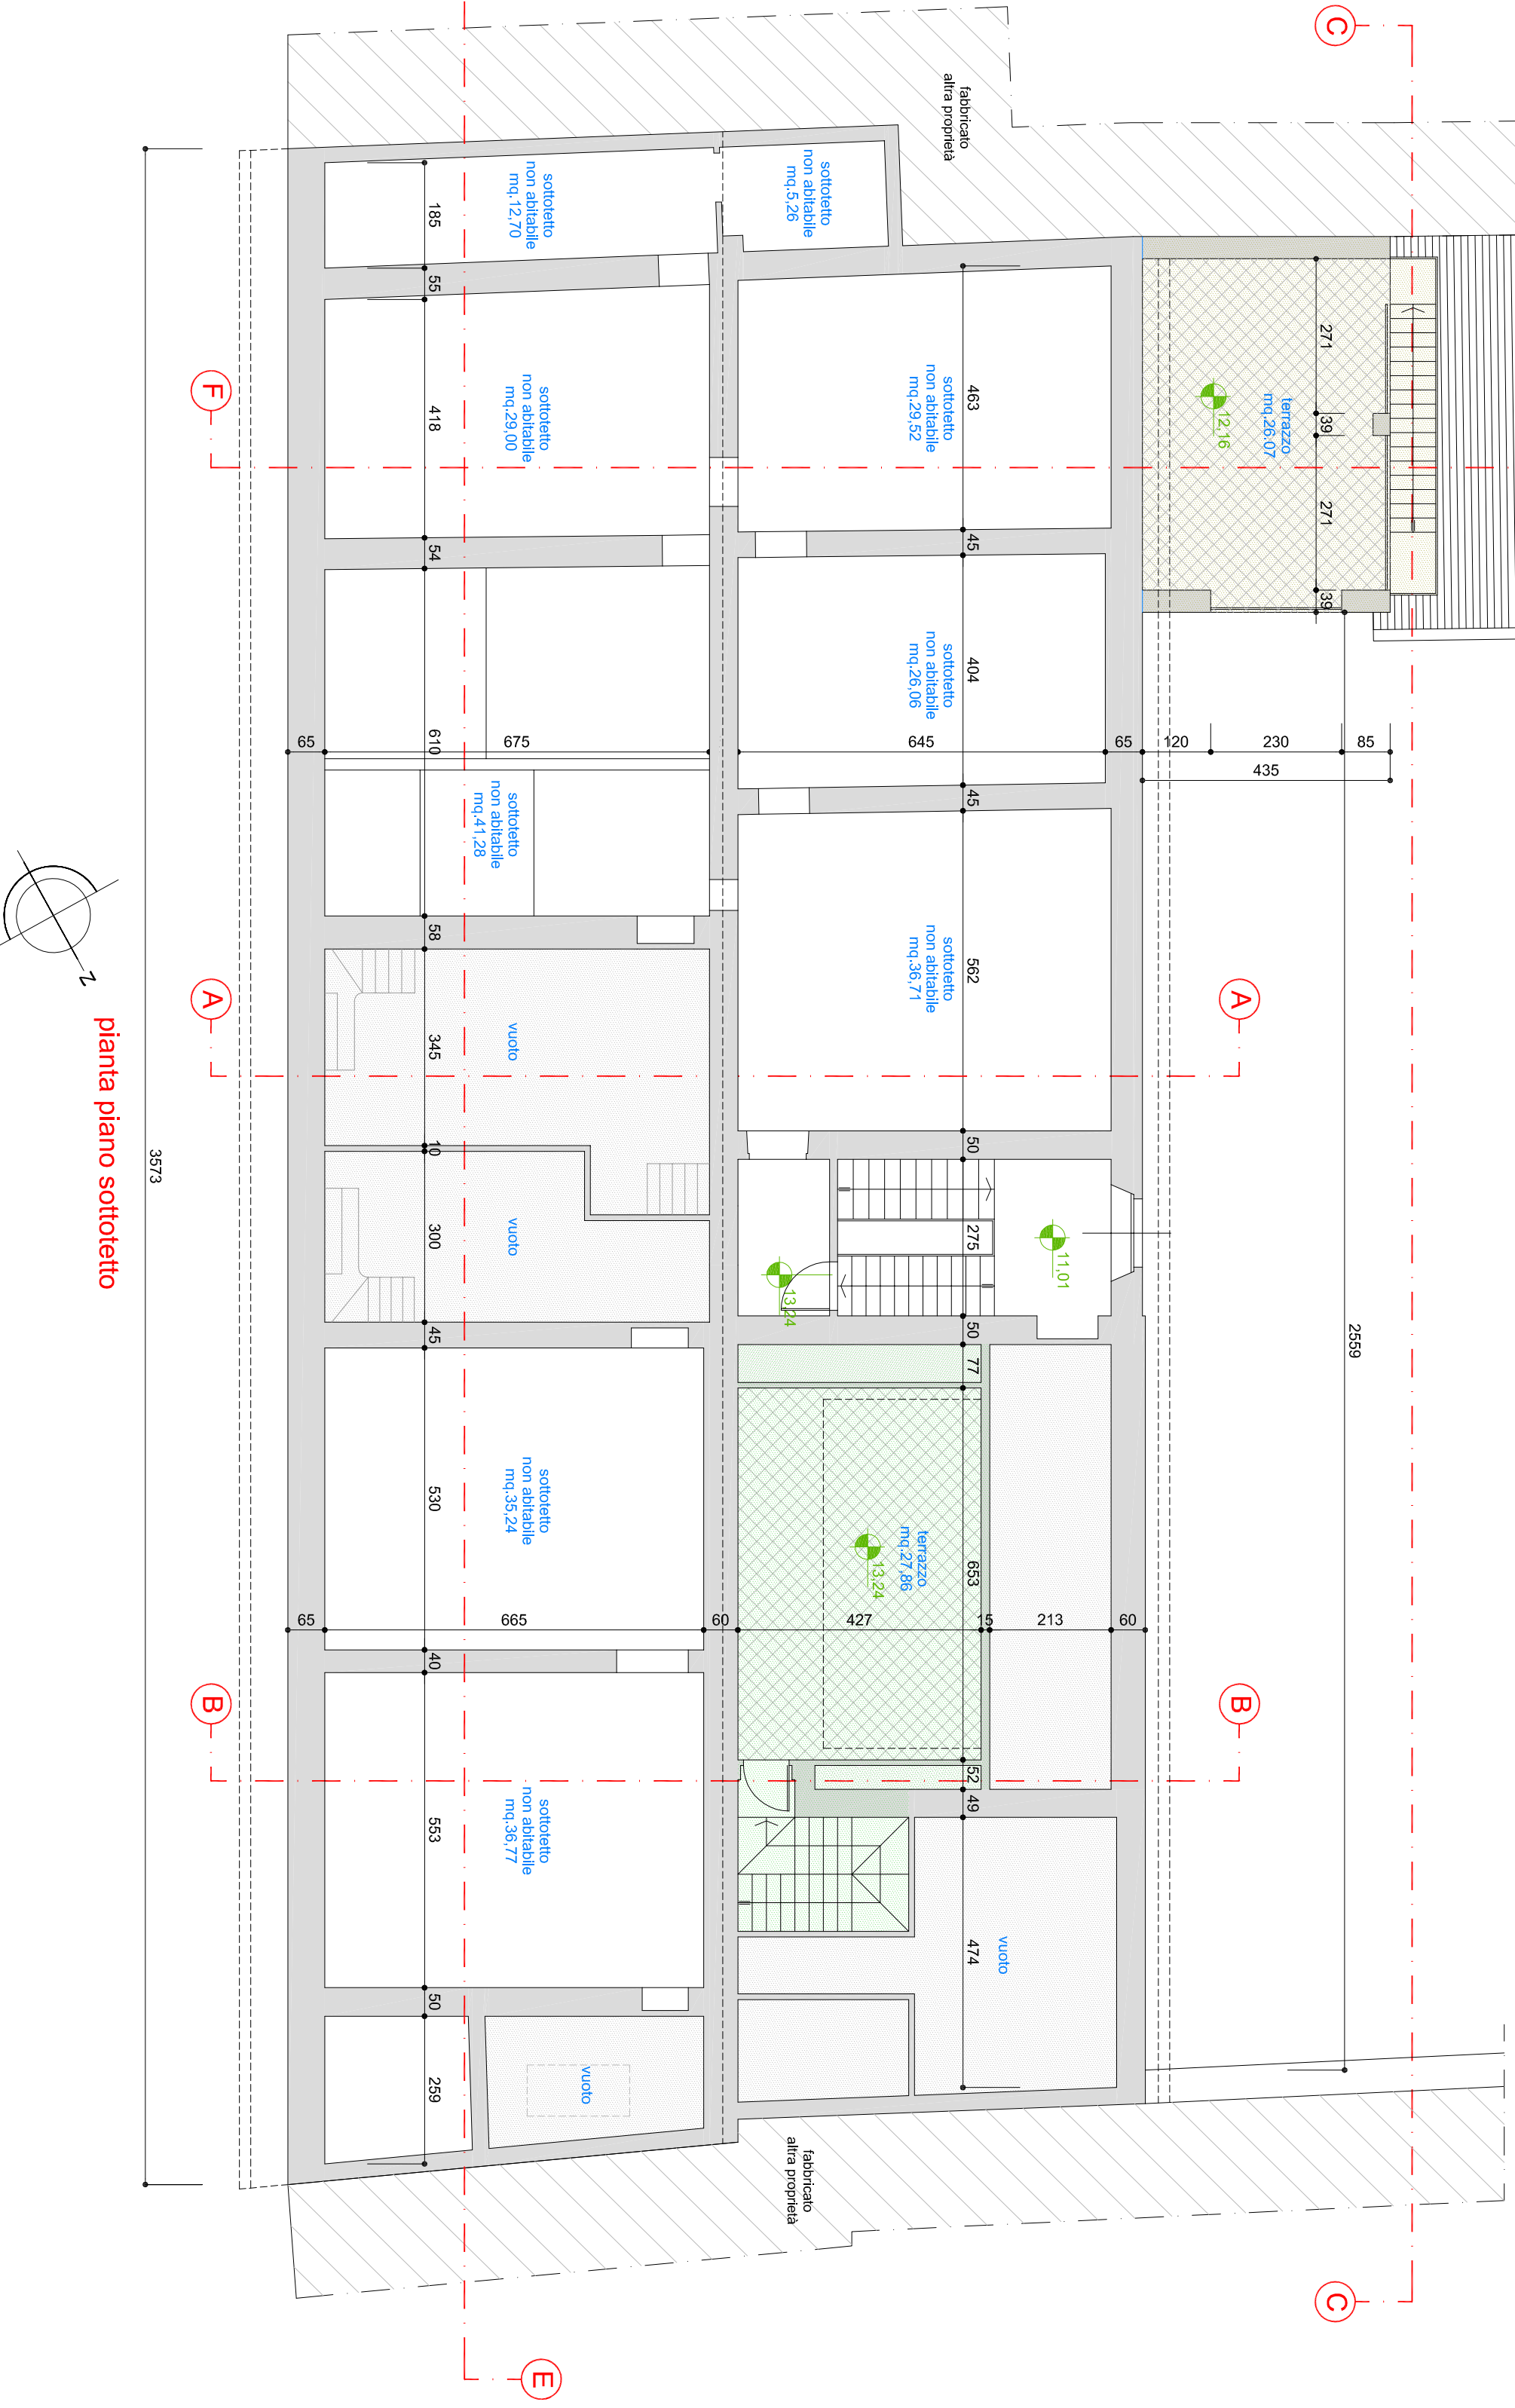 C
fabbricato
altra proprietà
sottotetto
non abitabile
mq.12,70
sottotetto
non abitabile
mq.5,26
185
55
418
54
610
58
345
10
300
45
530
40
553
50
259
463
45
404
45
562
50
275
50
77
653
52
49
474
271
39
271
39
terrazzo
mq.26.07
12,16
F
sottotetto
non abitabile
mq.29,00
sottotetto
non abitabile
mq.29,52
sottotetto
non abitabile
mq.26,06
65
675
645
65
120
230
85
435
sottotetto
non abitabile
mq.41,28
sottotetto
non abitabile
mq.36,71
z
A
A
vuoto
vuoto
pianta piano sottotetto
3573
2559
11,01
13,24
sottotetto
non abitabile
mq.35,24
terrazzo
mq.27,86
13,24
65
665
60
427
15
213
60
B
B
sottotetto
non abitabile
mq.36,77
vuoto
vuoto
fabbricato
altra proprietà
C
E